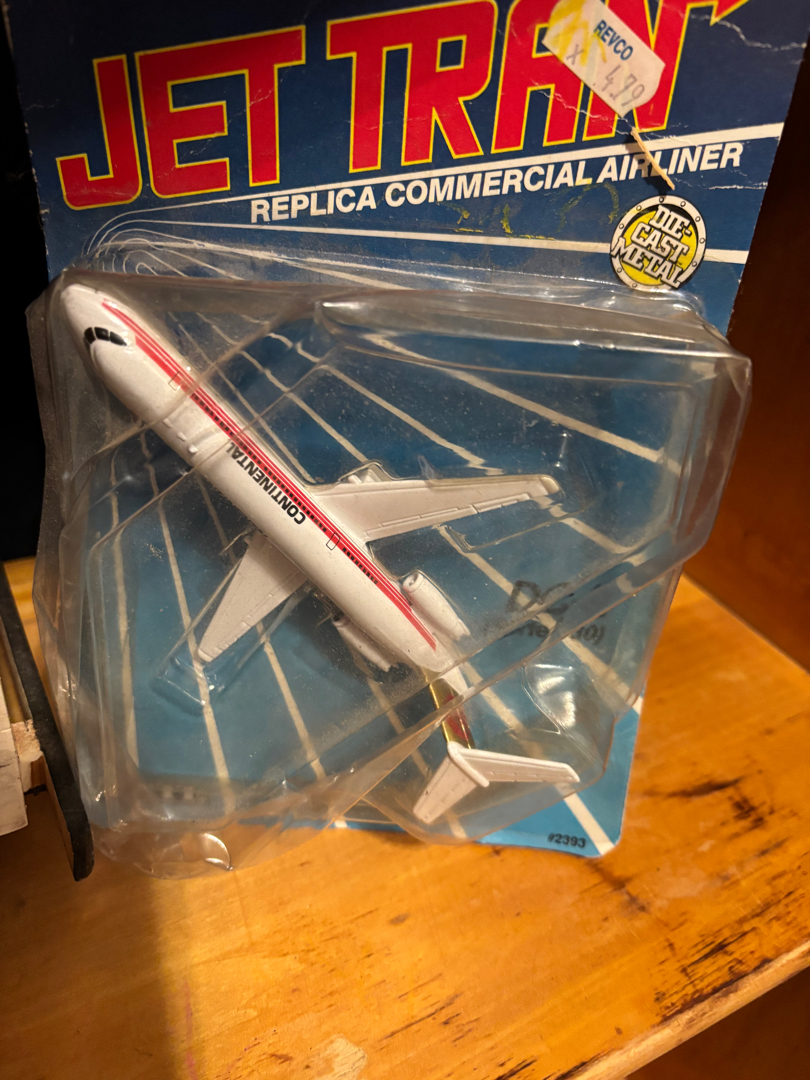 JET TRAN
REVCO
X 4.79
REPLICA COMMERCIAL AIRLINER
DIE-
CAST
METAL
CONTINENTAL
#2393